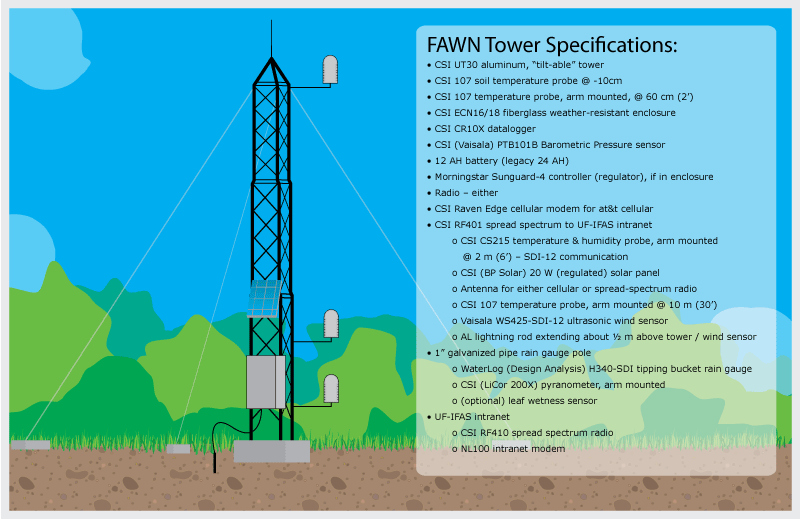 FAWN Tower Specifications:
• CSI UT30 aluminum, “tilt-able” tower
• CSI 107 soil temperature probe @ -10cm
• CSI 107 temperature probe, arm mounted, @ 60 cm (2’)
• CSI ECN16/18 fiberglass weather-resistant enclosure
• CSI CR10X datalogger
• CSI (Vaisala) PTB101B Barometric Pressure sensor
• 12 AH battery (legacy 24 AH)
• Morningstar Sunguard-4 controller (regulator), if in enclosure
• Radio – either
• CSI Raven Edge cellular modem for at&t cellular
• CSI RF401 spread spectrum to UF-IFAS intranet
o CSI CS215 temperature & humidity probe, arm mounted
@ 2 m (6’) – SDI-12 communication
o CSI (BP Solar) 20 W (regulated) solar panel
o Antenna for either cellular or spread-spectrum radio
o CSI 107 temperature probe, arm mounted @ 10 m (30’)
o Vaisala WS425-SDI-12 ultrasonic wind sensor
o AL lightning rod extending about ½ m above tower / wind sensor
• 1” galvanized pipe rain gauge pole
o WaterLog (Design Analysis) H340-SDI tipping bucket rain gauge
o CSI (LiCor 200X) pyranometer, arm mounted
o (optional) leaf wetness sensor
• UF-IFAS intranet
o CSI RF410 spread spectrum radio
o NL100 intranet modem